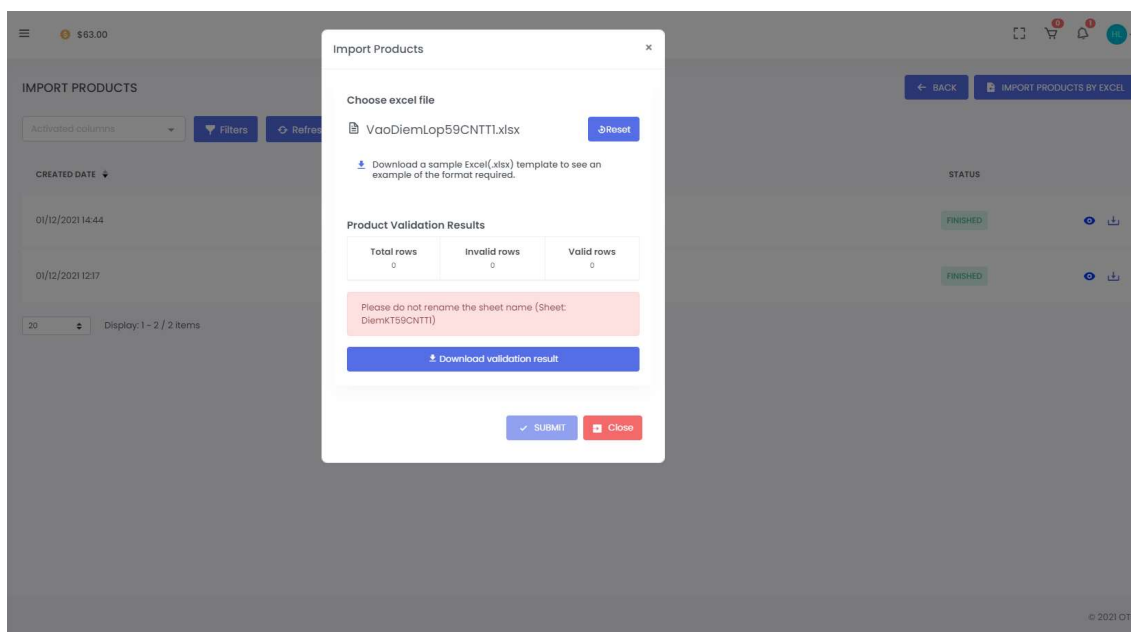 $63.00
0
1
HL
Import Products
×
IMPORT PRODUCTS
BACK
IMPORT PRODUCTS BY EXCEL
Choose excel file
Activated columns
Filters
Refres
VaoDiemLop59CNTT1.xlsx
Reset
Download a sample Excel(.xlsx) template to see an
example of the format required.
CREATED DATE
STATUS
01/12/2021 14:44
FINISHED
Product Validation Results
Total rows
Invalid rows
Valid rows
0
0
0
01/12/2021 12:17
FINISHED
Please do not rename the sheet name (Sheet:
DiemKT59CNTT1)
20
Display: 1 - 2 / 2 items
Download validation result
SUBMIT
Close
© 2021 OT